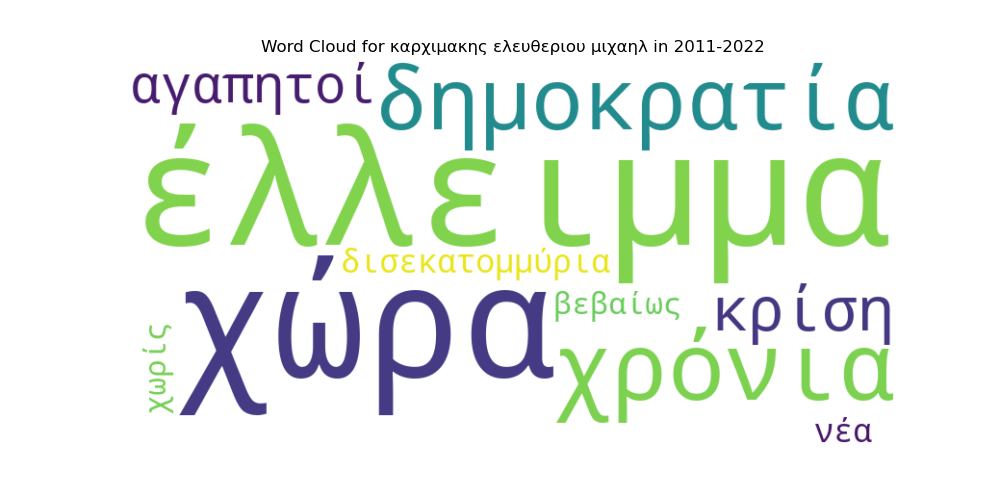 Word Cloud for καρχιμακης ελευθεριου μιχαηλ in 2011-2022
αγαπητοί
δημοκρατία
έλλειμμα
δισεκατομμύρια
χώρα
βεβαίως
κρίση
χωρίς
χρόνια
νέα